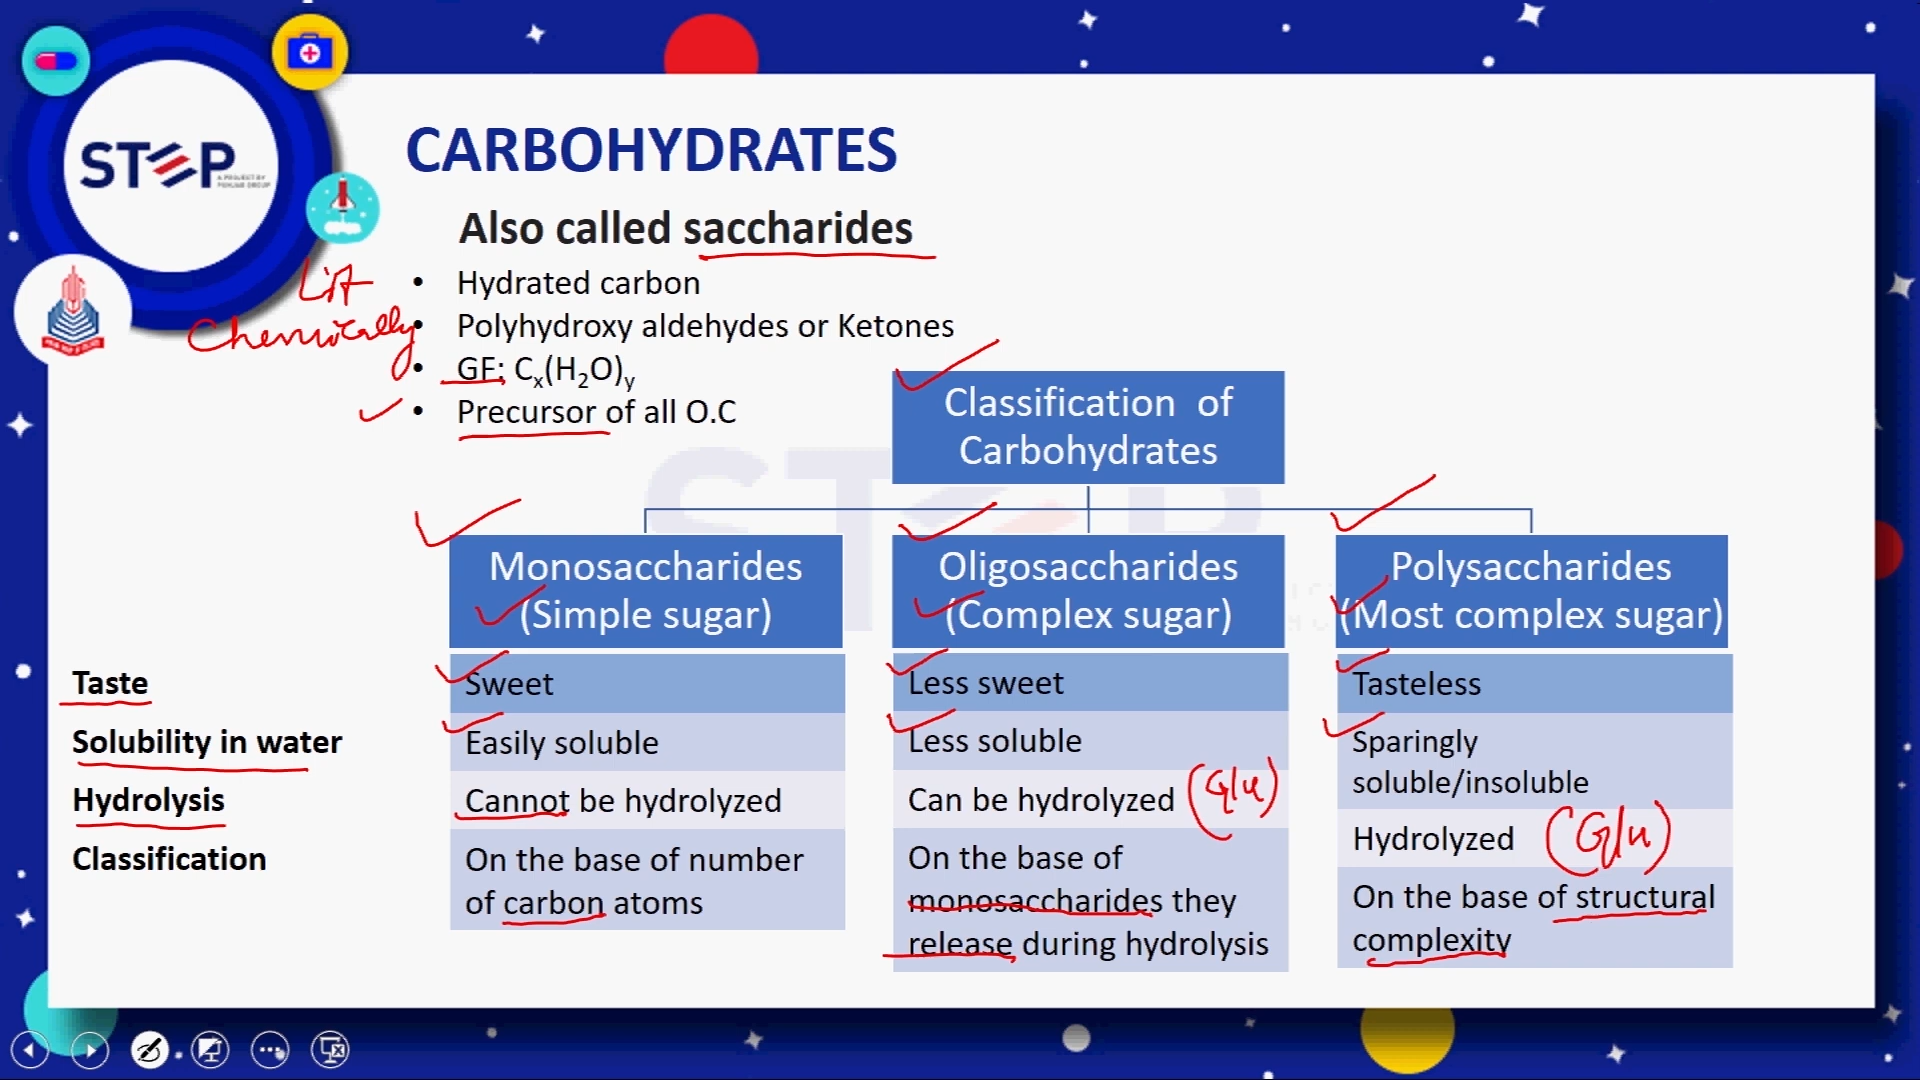 STEP
A PROJECT BY
PUNJAB GROUP
CARBOHYDRATES
Also called saccharides
Lit
• Hydrated carbon
Chemically
• Polyhydroxy aldehydes or Ketones
• GF: Cₓ(H₂O)ᵧ
• Precursor of all O.C
Classification of
Carbohydrates
Monosaccharides
(Simple sugar)
Oligosaccharides
(Complex sugar)
Polysaccharides
(Most complex sugar)
Taste
Sweet
Less sweet
Tasteless
Solubility in water
Easily soluble
Less soluble
Sparingly
soluble/insoluble
Hydrolysis
Cannot be hydrolyzed
Can be hydrolyzed (Glu)
Hydrolyzed (Glu)
Classification
On the base of number
of carbon atoms
On the base of
monosaccharides they
release during hydrolysis
On the base of structural
complexity